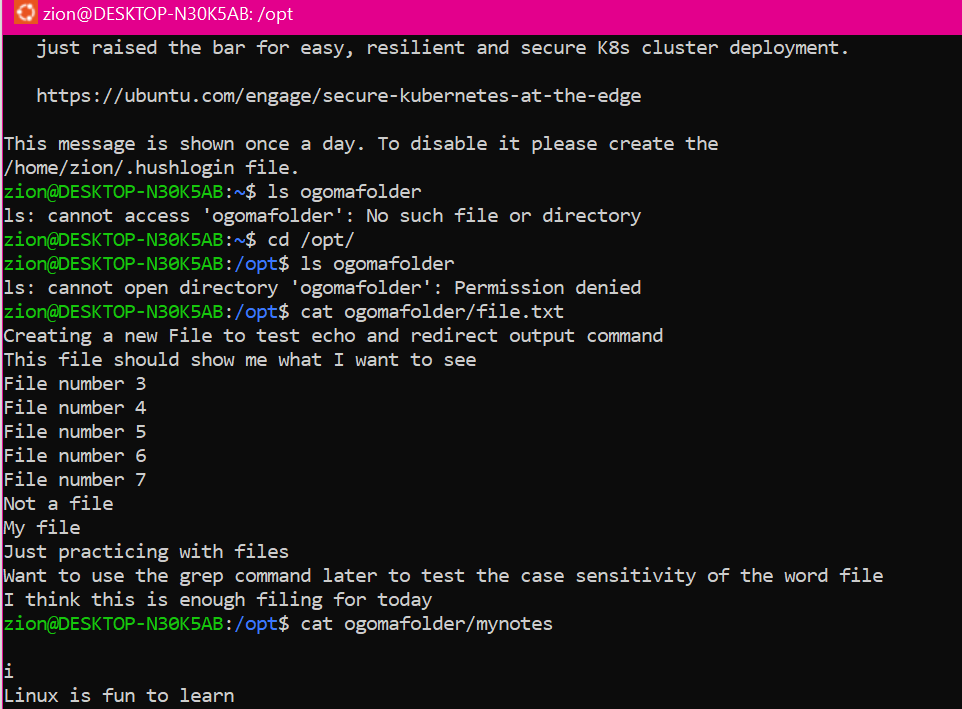 zion@DESKTOP-N30K5AB: /opt
just raised the bar for easy, resilient and secure K8s cluster deployment.
https://ubuntu.com/engage/secure-kubernetes-at-the-edge
This message is shown once a day. To disable it please create the
/home/zion/.hushlogin file.
zion@DESKTOP-N30K5AB:~$ ls ogomafolder
ls: cannot access 'ogomafolder': No such file or directory
zion@DESKTOP-N30K5AB:~$ cd /opt/
zion@DESKTOP-N30K5AB:/opt$ ls ogomafolder
ls: cannot open directory 'ogomafolder': Permission denied
zion@DESKTOP-N30K5AB:/opt$ cat ogomafolder/file.txt
Creating a new File to test echo and redirect output command
This file should show me what I want to see
File number 3
File number 4
File number 5
File number 6
File number 7
Not a file
My file
Just practicing with files
Want to use the grep command later to test the case sensitivity of the word file
I think this is enough filing for today
zion@DESKTOP-N30K5AB:/opt$ cat ogomafolder/mynotes
i
Linux is fun to learn